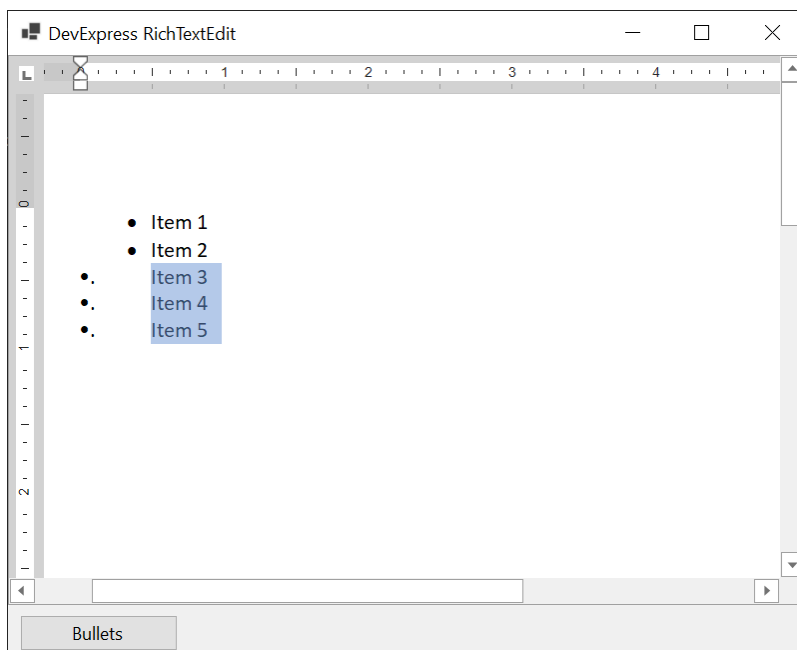 DevExpress RichTextEdit
L 1 2 3 4
0
• Item 1
• Item 2
•. Item 3
•. Item 4
•. Item 5
1
2
Bullets